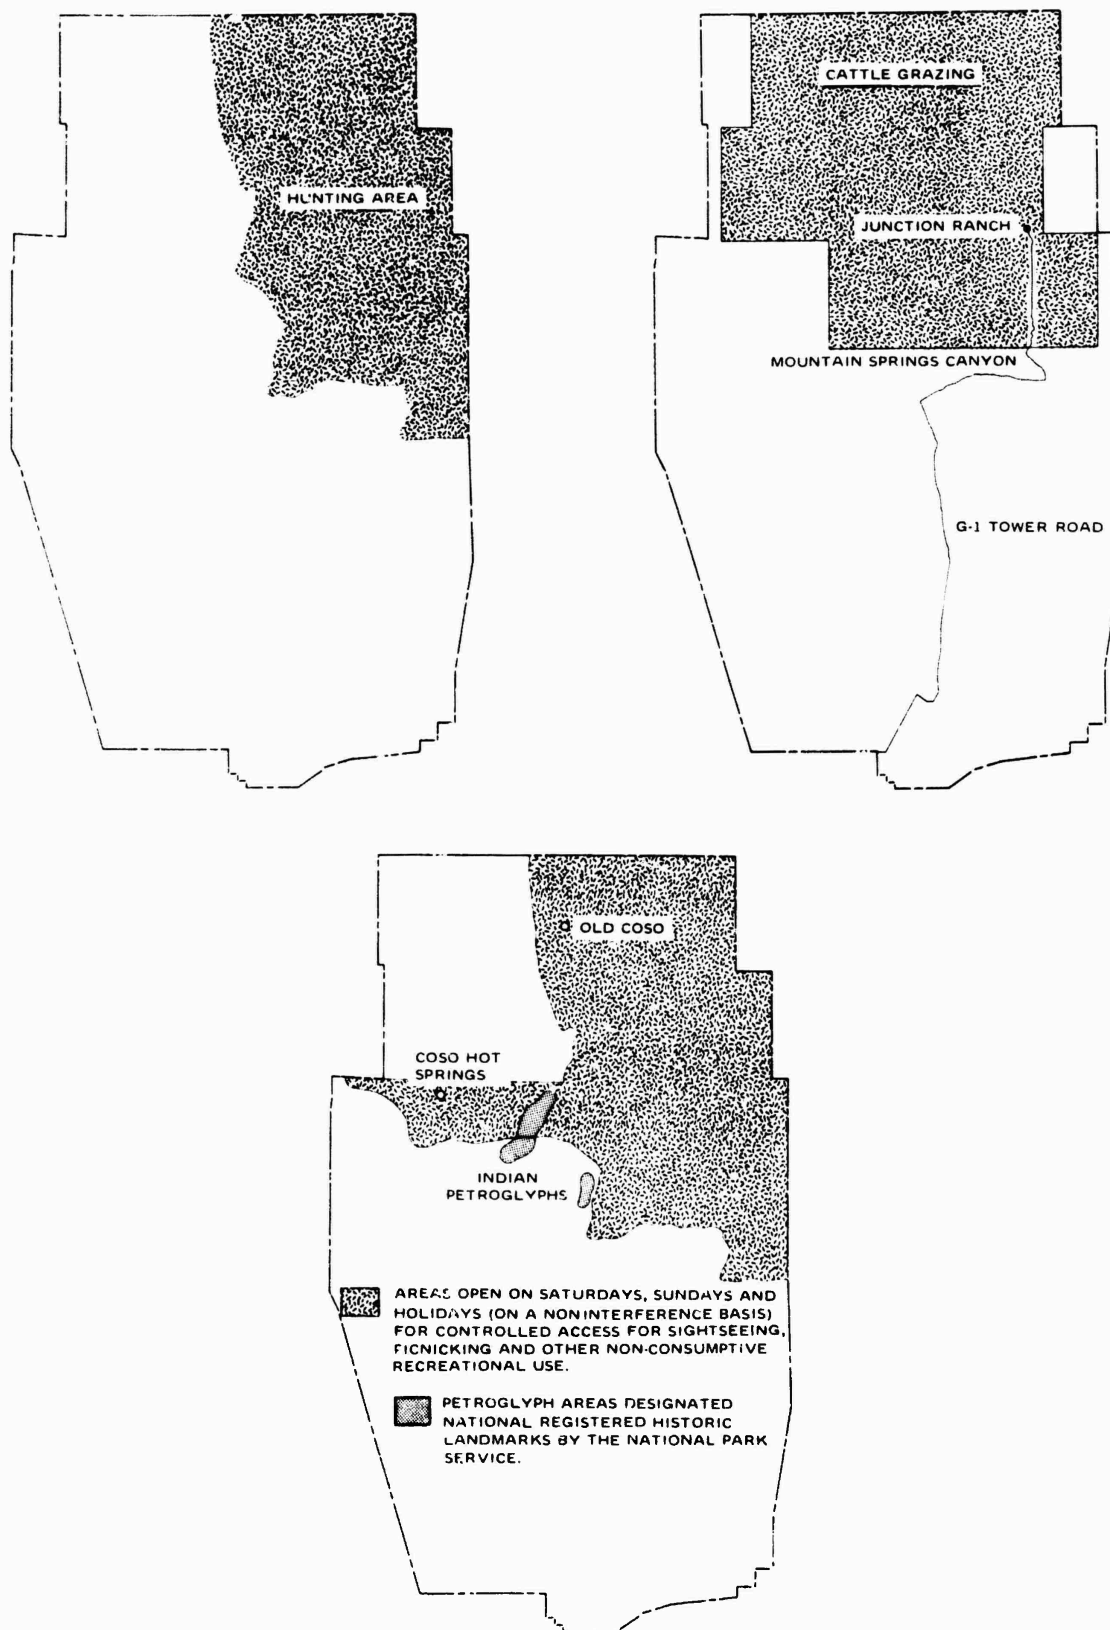 HUNTING AREA
CATTLE GRAZING
JUNCTION RANCH
MOUNTAIN SPRINGS CANYON
G-1 TOWER ROAD
OLD COSO
COSO HOT
SPRINGS
INDIAN
PETROGLYPHS
AREAS OPEN ON SATURDAYS, SUNDAYS AND
HOLIDAYS (ON A NONINTERFERENCE BASIS)
FOR CONTROLLED ACCESS FOR SIGHTSEEING,
PICNICKING AND OTHER NON-CONSUMPTIVE
RECREATIONAL USE.
PETROGLYPH AREAS DESIGNATED
NATIONAL REGISTERED HISTORIC
LANDMARKS BY THE NATIONAL PARK
SERVICE.